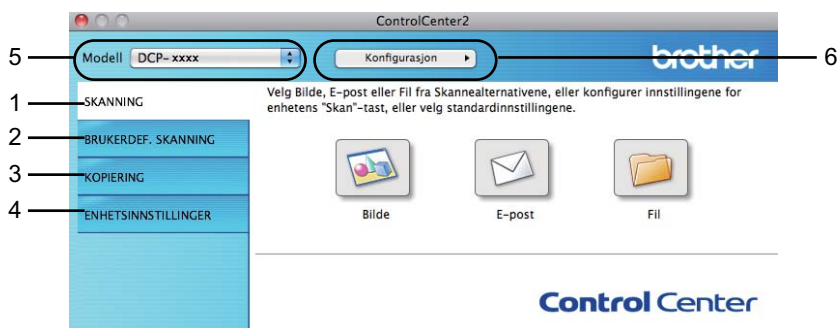 ControlCenter2
5
Modell DCP- xxxx
Konfigurasjon
brother
6
1
SKANNING
2
BRUKERDEF. SKANNING
3
KOPIERING
4
ENHETSINNSTILLINGER
Velg Bilde, E-post eller Fil fra Skannealternativene, eller konfigurer innstillingene for
enhetens "Skan"-tast, eller velg standardinnstillingene.
Bilde
E-post
Fil
Control Center